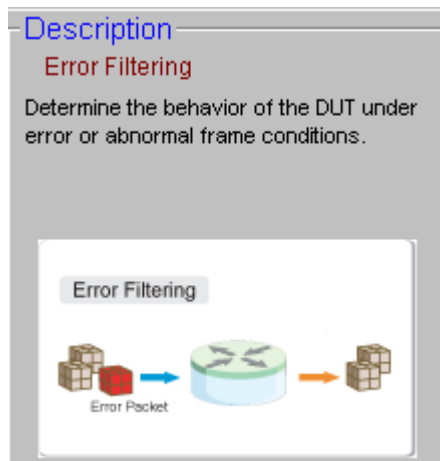 Description
Error Filtering
Determine the behavior of the DUT under
error or abnormal frame conditions.
Error Filtering
Error Packet